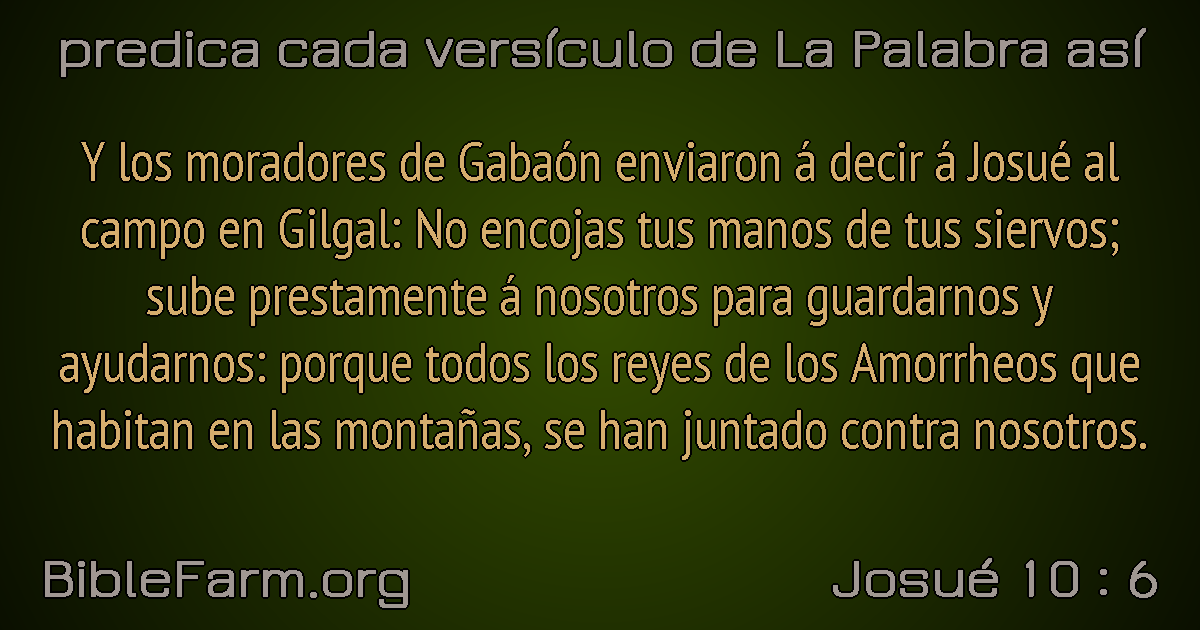 predica cada versículo de La Palabra así
Y los moradores de Gabaón enviaron á decir á Josué al
campo en Gilgal: No encojas tus manos de tus siervos;
sube prestamente á nosotros para guardarnos y
ayudarnos: porque todos los reyes de los Amorrheos que
habitan en las montañas, se han juntado contra nosotros.
BibleFarm.org
Josué 10 : 6